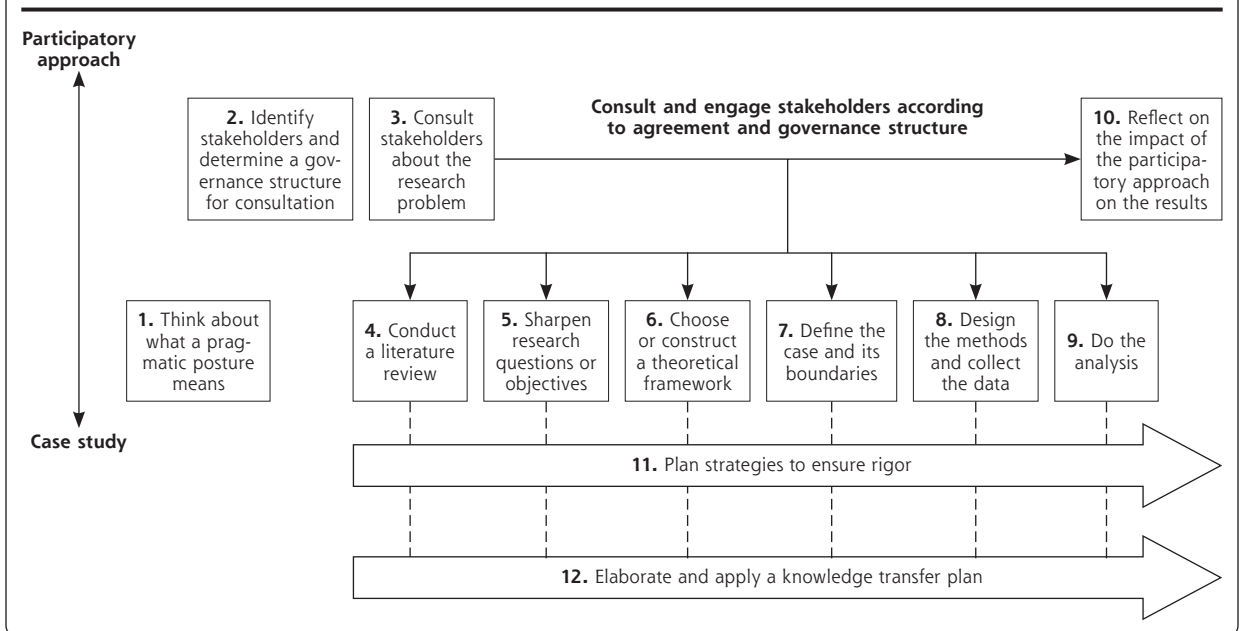 Participatory
approach
2. Identify
stakeholders and
determine a gov-
ernance structure
for consultation
3. Consult
stakeholders
about the
research
problem
Consult and engage stakeholders according
to agreement and governance structure
10. Reflect on
the impact of
the participa-
tory approach
on the results
1. Think about
what a prag-
matic posture
means
4. Conduct
a literature
review
5. Sharpen
research
questions or
objectives
6. Choose
or construct
a theoretical
framework
7. Define the
case and its
boundaries
8. Design
the methods
and collect
the data
9. Do the
analysis
Case study
11. Plan strategies to ensure rigor
12. Elaborate and apply a knowledge transfer plan